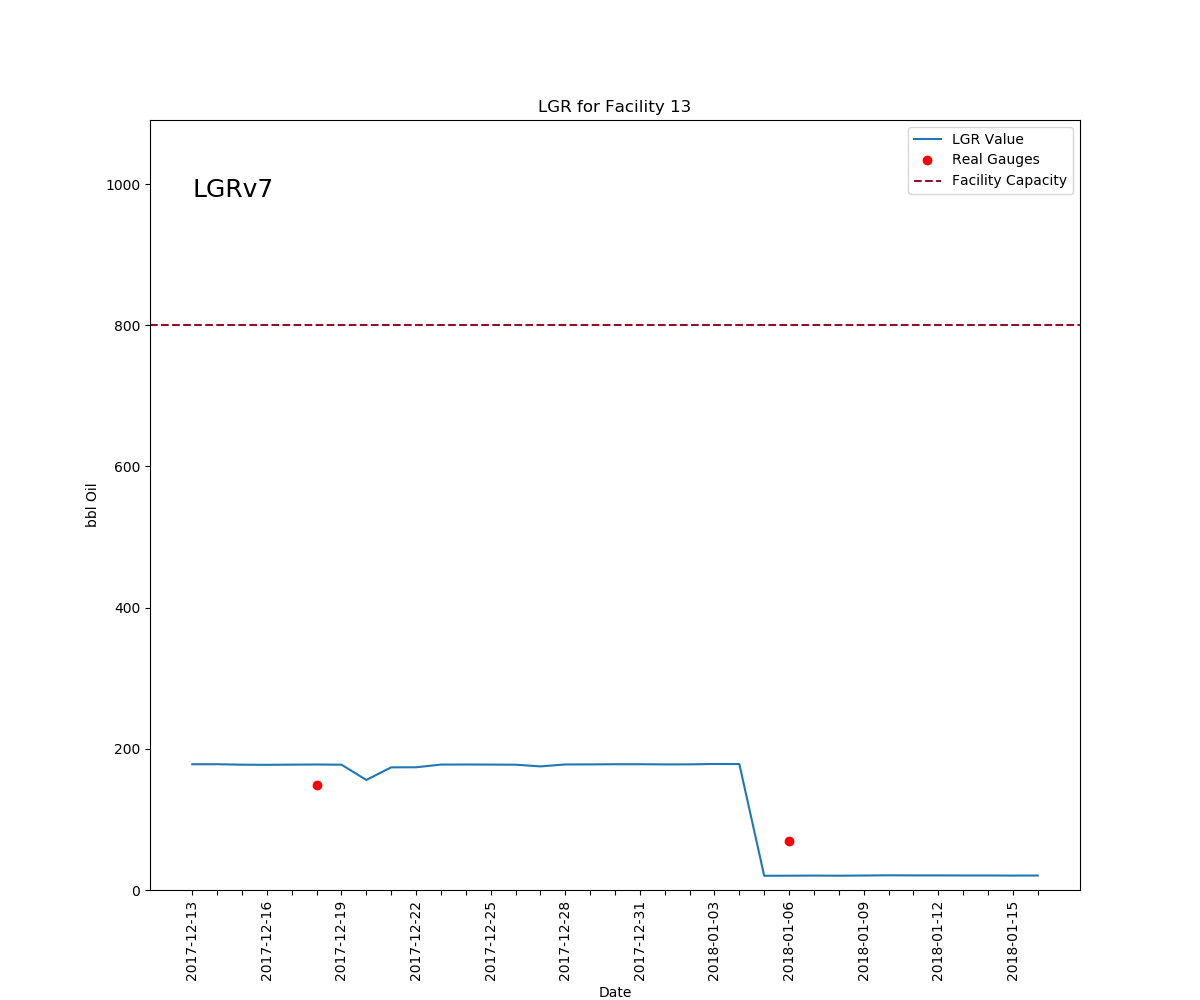 LGR for Facility 13
LGRv7
LGR Value
Real Gauges
Facility Capacity
1000
800
600
400
200
0
bbl Oil
2017-12-13
2017-12-16
2017-12-19
2017-12-22
2017-12-25
2017-12-28
2017-12-31
2018-01-03
2018-01-06
2018-01-09
2018-01-12
2018-01-15
Date